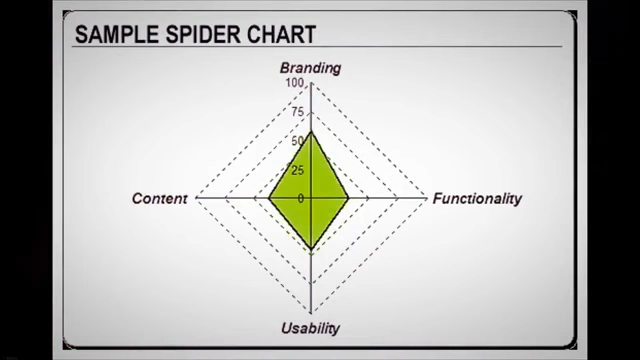 SAMPLE SPIDER CHART
Branding
100
75
50
25
0
Content
Functionality
Usability